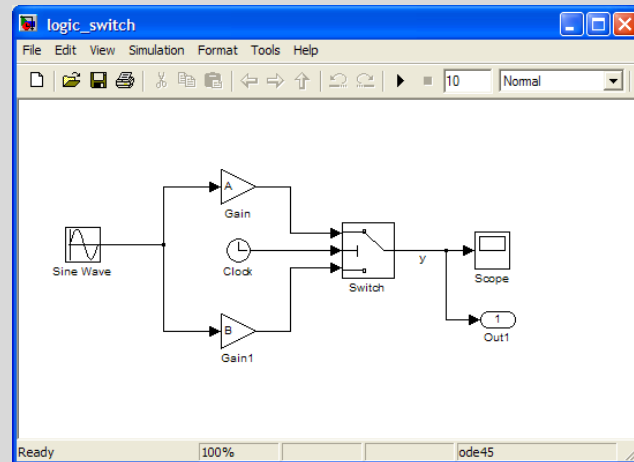 logic_switch
File Edit View Simulation Format Tools Help
10 Normal
A
Gain
Sine Wave
Clock
Switch
y
Scope
B
Gain1
1
Out1
Ready 100% ode45